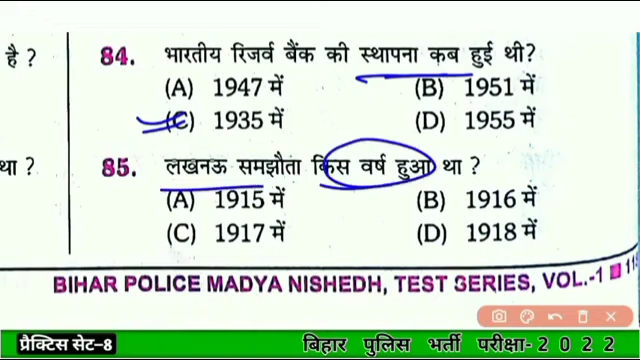 है ?
84. भारतीय रिजर्व बैंक की स्थापना कब हुई थी?
(A) 1947 में (B) 1951 में
(C) 1935 में (D) 1955 में
था ?
85. लखनऊ समझौता किस वर्ष हुआ था ?
(A) 1915 में (B) 1916 में
(C) 1917 में (D) 1918 में
BIHAR POLICE MADYA NISHEDH, TEST SERIES, VOL.-1
प्रैक्टिस सेट-8 बिहार पुलिस भर्ती परीक्षा-2022